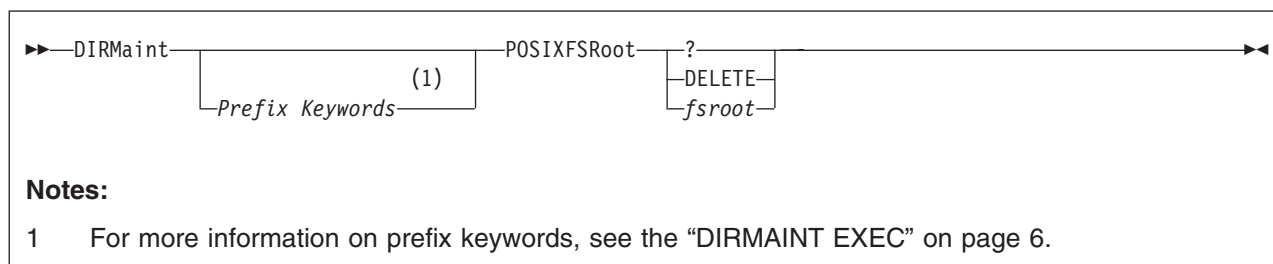 DIRMaint POSIXFSRoot ?
(1) DELETE
Prefix Keywords fsroot
Notes:
1 For more information on prefix keywords, see the “DIRMAINT EXEC” on page 6.